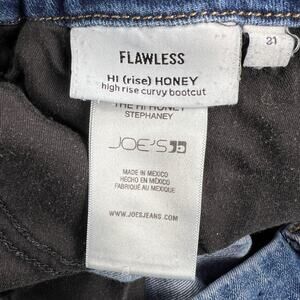 FLAWLESS
HI (rise) HONEY
high rise curvy bootcut
THE HI HONEY
STEPHANEY
JOE'S
MADE IN MEXICO
HECHO EN MÉXICO
FABRIQUÉ AU MEXIQUE
WWW.JOESJEANS.COM